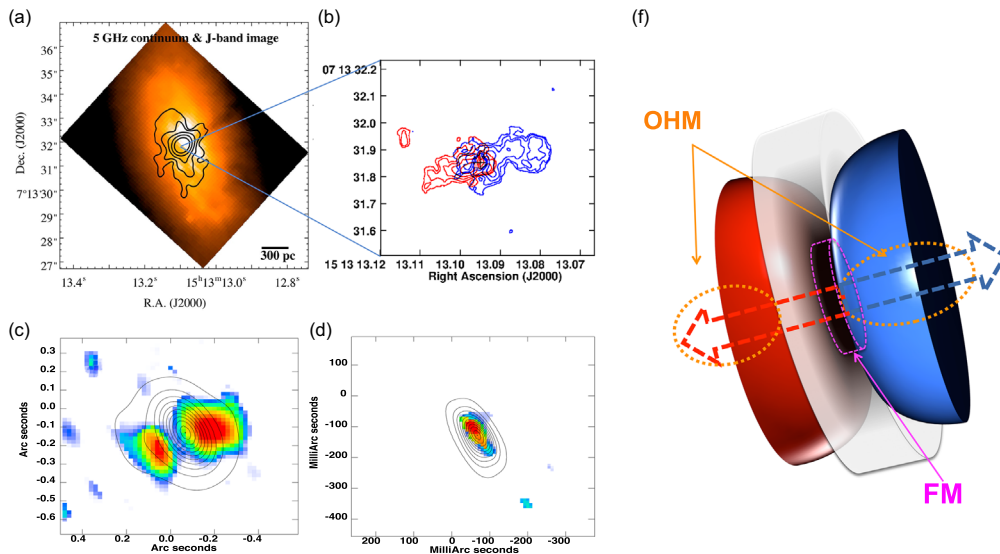 (a)
5 GHz continuum & J-band image
36"
35"
34"
33"
32"
31"
7°13'30"
29"
28"
27"
Dec. (J2000)
300 pc
13.4ˢ
13.2ˢ
15ʰ13ᵐ13.0ˢ
12.8ˢ
R.A. (J2000)
(b)
07 13 32.2
32.1
32.0
31.9
31.8
31.7
31.6
15 13 13.12
13.11
13.10
13.09
13.08
13.07
Right Ascension (J2000)
(c)
0.3
0.2
0.1
0.0
-0.1
-0.2
-0.3
-0.4
-0.5
-0.6
Arc seconds
0.4
0.2
0.0
-0.2
-0.4
Arc seconds
(d)
100
0
-100
-200
-300
-400
MilliArc seconds
200
100
0
-100
-200
-300
MilliArc seconds
(f)
OHM
FM